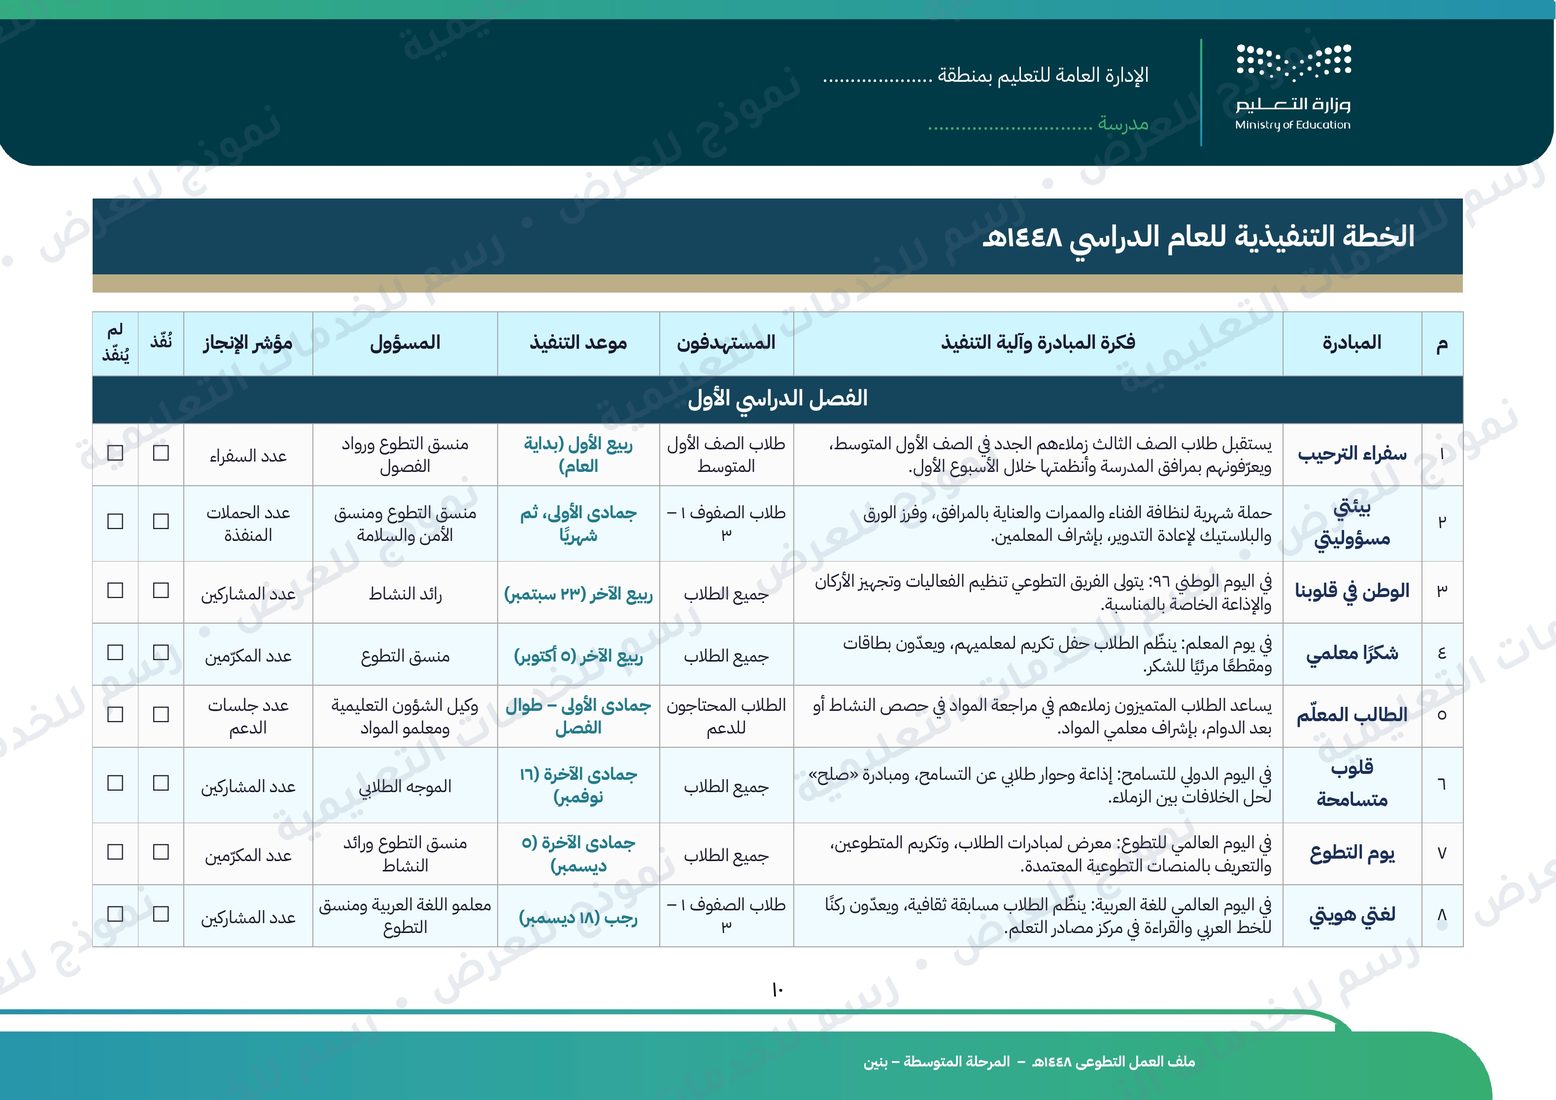 وزارة التعليم
Ministry of Education
الإدارة العامة للتعليم بمنطقة ....................
مدرسة ..............................
الخطة التنفيذية للعام الدراسي ١٤٤٨هـ
م | المبادرة | فكرة المبادرة وآلية التنفيذ | المستهدفون | موعد التنفيذ | المسؤول | مؤشر الإنجاز | نُفّذ | لم يُنفّذ
الفصل الدراسي الأول
١ | سفراء الترحيب | يستقبل طلاب الصف الثالث زملاءهم الجدد في الصف الأول المتوسط، ويعرّفونهم بمرافق المدرسة وأنظمتها خلال الأسبوع الأول. | طلاب الصف الأول المتوسط | ربيع الأول (بداية العام) | منسق التطوع ورواد الفصول | عدد السفراء | ☐ | ☐
٢ | بيئتي مسؤوليتي | حملة شهرية لنظافة الفناء والممرات والعناية بالمرافق، وفرز الورق والبلاستيك لإعادة التدوير، بإشراف المعلمين. | طلاب الصفوف ١ – ٣ | جمادى الأولى، ثم شهريًا | منسق التطوع ومنسق الأمن والسلامة | عدد الحملات المنفذة | ☐ | ☐
٣ | الوطن في قلوبنا | في اليوم الوطني ٩٦: يتولى الفريق التطوعي تنظيم الفعاليات وتجهيز الأركان والإذاعة الخاصة بالمناسبة. | جميع الطلاب | ربيع الآخر (٢٣ سبتمبر) | رائد النشاط | عدد المشاركين | ☐ | ☐
٤ | شكرًا معلمي | في يوم المعلم: ينظّم الطلاب حفل تكريم لمعلميهم، ويعدّون بطاقات ومقطعًا مرئيًا للشكر. | جميع الطلاب | ربيع الآخر (٥ أكتوبر) | منسق التطوع | عدد المكرّمين | ☐ | ☐
٥ | الطالب المعلّم | يساعد الطلاب المتميزون زملاءهم في مراجعة المواد في حصص النشاط أو بعد الدوام، بإشراف معلمي المواد. | الطلاب المحتاجون للدعم | جمادى الأولى – طوال الفصل | وكيل الشؤون التعليمية ومعلمو المواد | عدد جلسات الدعم | ☐ | ☐
٦ | قلوب متسامحة | في اليوم الدولي للتسامح: إذاعة وحوار طلابي عن التسامح، ومبادرة «صلح» لحل الخلافات بين الزملاء. | جميع الطلاب | جمادى الآخرة (١٦ نوفمبر) | الموجه الطلابي | عدد المشاركين | ☐ | ☐
٧ | يوم التطوع | في اليوم العالمي للتطوع: معرض لمبادرات الطلاب، وتكريم المتطوعين، والتعريف بالمنصات التطوعية المعتمدة. | جميع الطلاب | جمادى الآخرة (٥ ديسمبر) | منسق التطوع ورائد النشاط | عدد المكرّمين | ☐ | ☐
٨ | لغتي هويتي | في اليوم العالمي للغة العربية: ينظّم الطلاب مسابقة ثقافية، ويعدّون ركنًا للخط العربي والقراءة في مركز مصادر التعلم. | طلاب الصفوف ١ – ٣ | رجب (١٨ ديسمبر) | معلمو اللغة العربية ومنسق التطوع | عدد المشاركين | ☐ | ☐
١٠
ملف العمل التطوعي ١٤٤٨هـ – المرحلة المتوسطة – بنين
نموذج للعرض • رسم للخدمات التعليمية